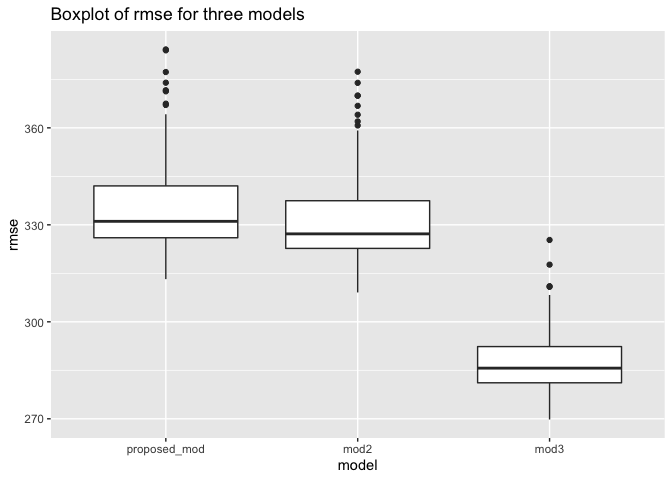 Boxplot of rmse for three models
rmse
360
330
300
270
proposed_mod
mod2
mod3
model